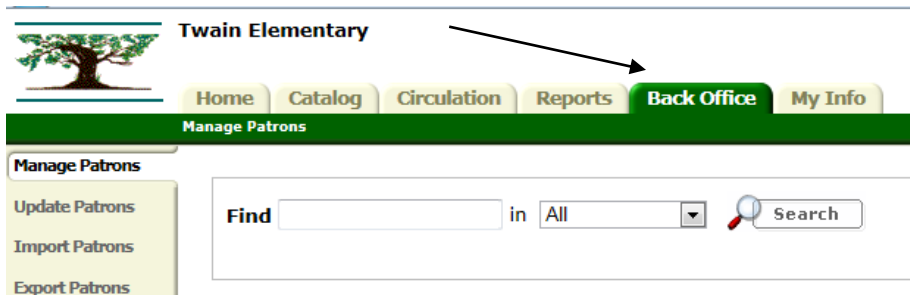 Twain Elementary
Home Catalog Circulation Reports Back Office My Info
Manage Patrons
Manage Patrons
Update Patrons
Import Patrons
Export Patrons
Find in All Search